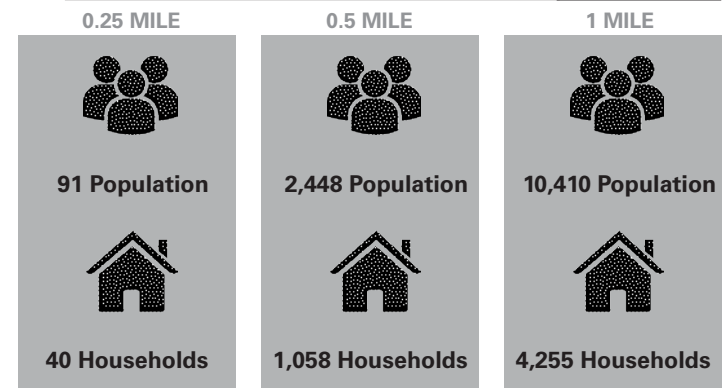 0.25 MILE
91 Population
40 Households
0.5 MILE
2,448 Population
1,058 Households
1 MILE
10,410 Population
4,255 Households